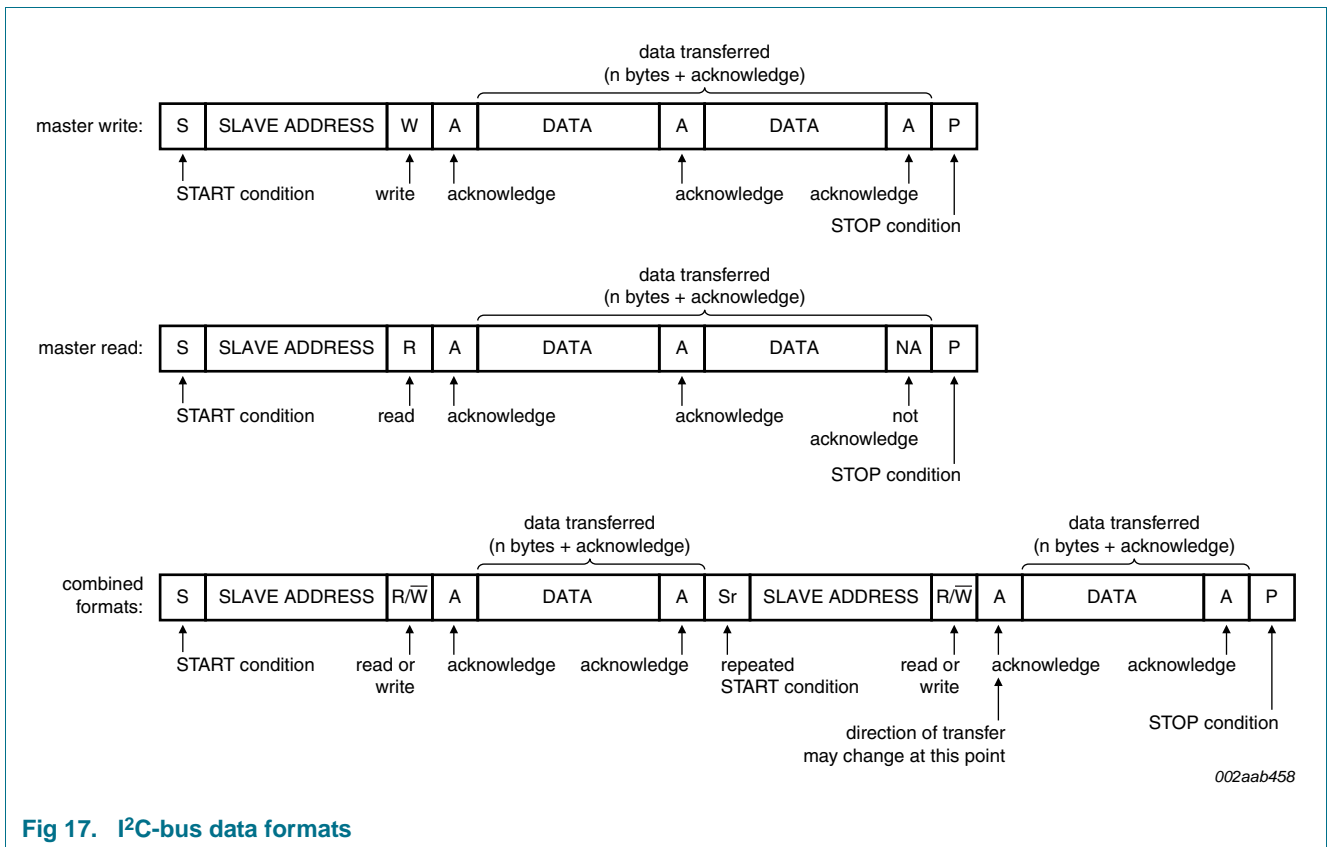 data transferred
(n bytes + acknowledge)
master write: S SLAVE ADDRESS W A DATA A DATA A P
START condition write acknowledge acknowledge acknowledge
STOP condition
data transferred
(n bytes + acknowledge)
master read: S SLAVE ADDRESS R A DATA A DATA NA P
START condition read acknowledge acknowledge not
acknowledge
STOP condition
data transferred data transferred
(n bytes + acknowledge) (n bytes + acknowledge)
combined
formats: S SLAVE ADDRESS R/W̅ A DATA A Sr SLAVE ADDRESS R/W̅ A DATA A P
START condition read or acknowledge acknowledge repeated read or acknowledge acknowledge
write START condition write
STOP condition
direction of transfer
may change at this point
002aab458
Fig 17. I²C-bus data formats